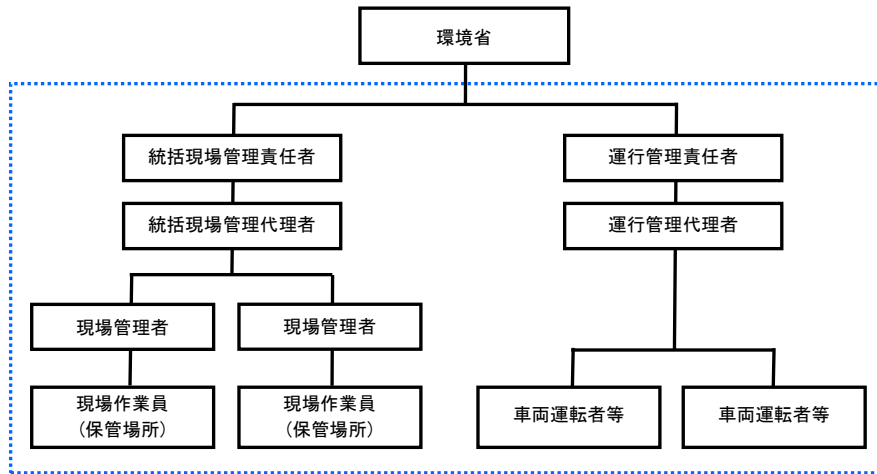 環境省
統括現場管理責任者
運行管理責任者
統括現場管理代理者
運行管理代理者
現場管理者
現場管理者
現場作業員
(保管場所)
現場作業員
(保管場所)
車両運転者等
車両運転者等